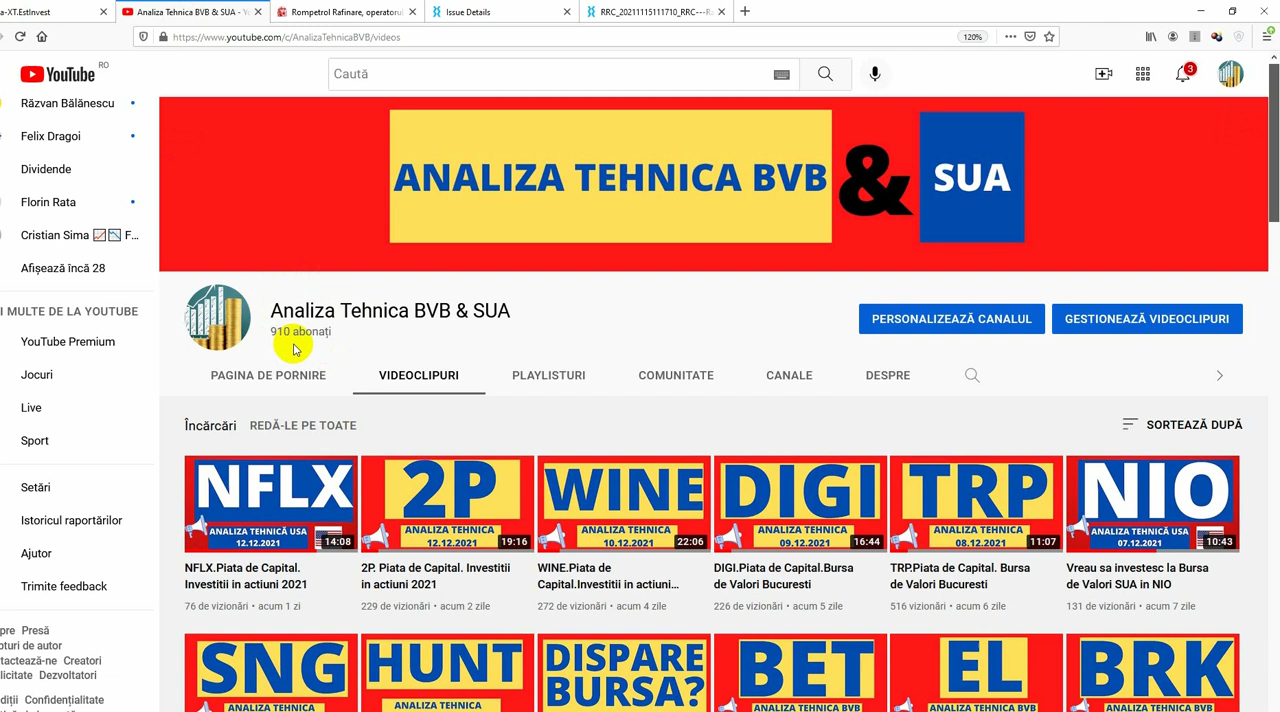 a-XT.EstInvest
Analiza Tehnica BVB & SUA - Y
Rompetrol Rafinare, operatorul
Issue Details
RRC_20211115111710_RRC---R
https://www.youtube.com/c/AnalizaTehnicaBVB/videos
120%
YouTube
RO
Caută
3
Răzvan Bălănescu
Felix Dragoi
Dividende
Florin Rata
Cristian Sima 📈📉 F...
Afișează încă 28
I MULTE DE LA YOUTUBE
YouTube Premium
Jocuri
Live
Sport
Setări
Istoricul raportărilor
Ajutor
Trimite feedback
pre Presă
pturi de autor
ntactează-ne Creatori
licitate Dezvoltatori
diții Confidențialitate
ANALIZA TEHNICA BVB & SUA
Analiza Tehnica BVB & SUA
910 abonați
PERSONALIZEAZĂ CANALUL
GESTIONEAZĂ VIDEOCLIPURI
PAGINA DE PORNIRE
VIDEOCLIPURI
PLAYLISTURI
COMUNITATE
CANALE
DESPRE
Încărcări
REDĂ-LE PE TOATE
SORTEAZĂ DUPĂ
NFLX
ANALIZA TEHNICĂ USA
12.12.2021
14:08
NFLX.Piata de Capital.
Investitii in actiuni 2021
76 de vizionări • acum 1 zi
2P
ANALIZA TEHNICA
12.12.2021
19:16
2P. Piata de Capital. Investitii
in actiuni 2021
229 de vizionări • acum 2 zile
WINE
ANALIZA TEHNICA
10.12.2021
22:06
WINE.Piata de
Capital.Investitii in actiuni...
272 de vizionări • acum 4 zile
DIGI
ANALIZA TEHNICA
09.12.2021
16:44
DIGI.Piata de Capital.Bursa
de Valori Bucuresti
226 de vizionări • acum 5 zile
TRP
ANALIZA TEHNICA
08.12.2021
11:07
TRP.Piata de Capital. Bursa
de Valori Bucuresti
516 vizionări • acum 6 zile
NIO
ANALIZA TEHNICĂ USA
07.12.2021
10:43
Vreau sa investesc la Bursa
de Valori SUA in NIO
131 de vizionări • acum 7 zile
SNG
ANALIZA TEHNICA BVB
HUNT
ANALIZA TEHNICA
DISPARE
BURSA?
BET
ANALIZA TEHNICA BVB
EL
ANALIZA TEHNICA BVB
BRK
ANALIZA TEHNICA BVB